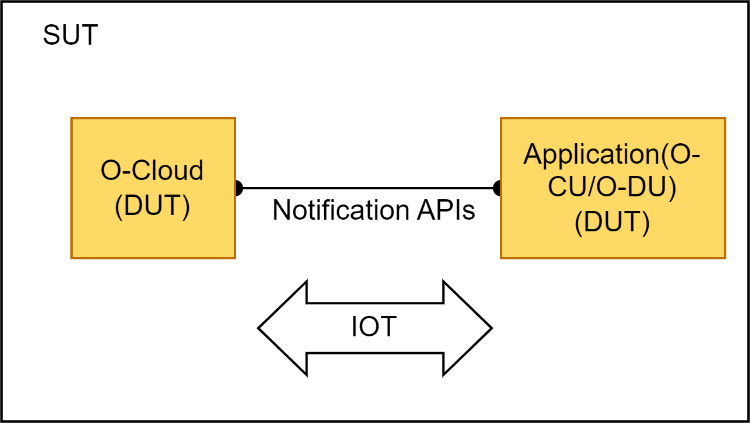 SUT
O-Cloud
(DUT)
Application(O-
CU/O-DU)
(DUT)
Notification APIs
IOT